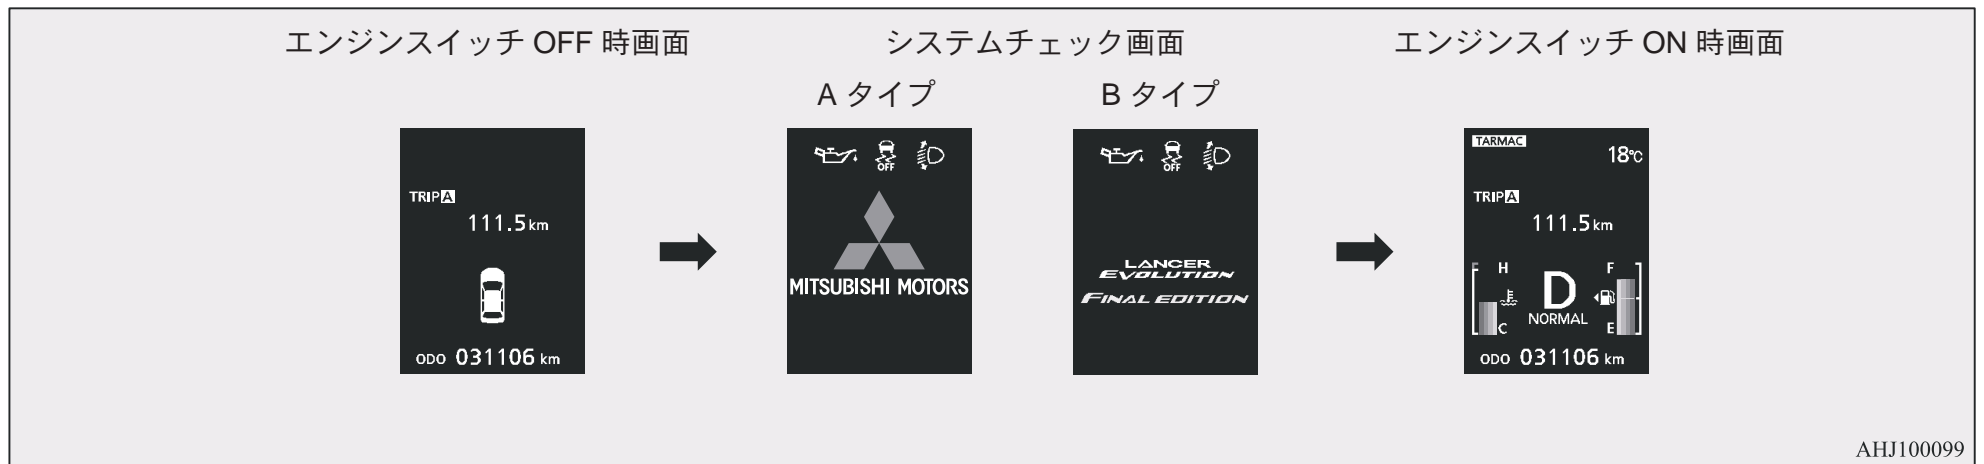 エンジンスイッチ OFF 時画面
システムチェック画面
エンジンスイッチ ON 時画面
A タイプ
B タイプ
TRIP A
111.5 km
ODO 031106 km
OFF
MITSUBISHI MOTORS
OFF
LANCER
EVOLUTION
FINAL EDITION
TARMAC
18℃
TRIP A
111.5 km
H
F
D
NORMAL
C
E
ODO 031106 km
AHJ100099